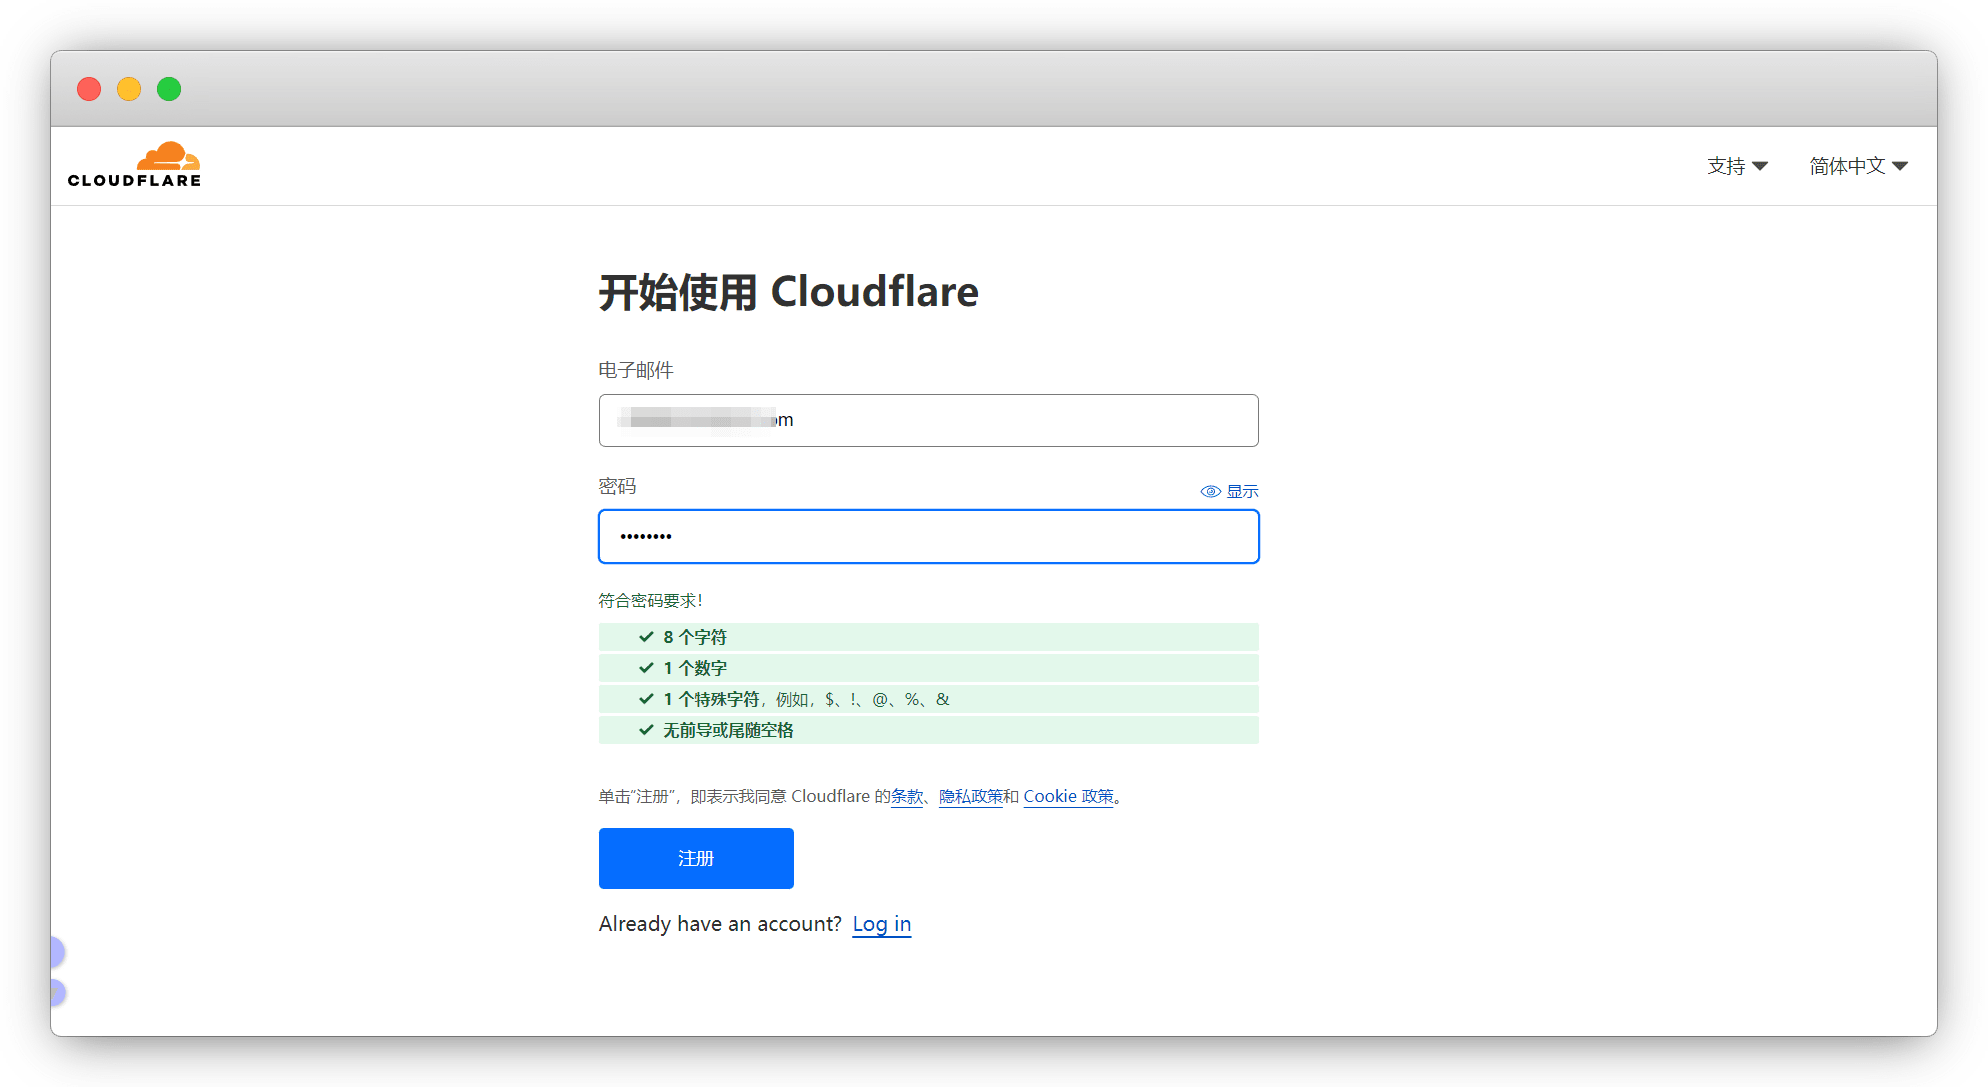 CLOUDFLARE
支持
简体中文
开始使用 Cloudflare
电子邮件
密码
显示
••••••••
符合密码要求！
8 个字符
1 个数字
1 个特殊字符，例如，$、!、@、%、&
无前导或尾随空格
单击“注册”，即表示我同意 Cloudflare 的条款、隐私政策和 Cookie 政策。
注册
Already have an account? Log in